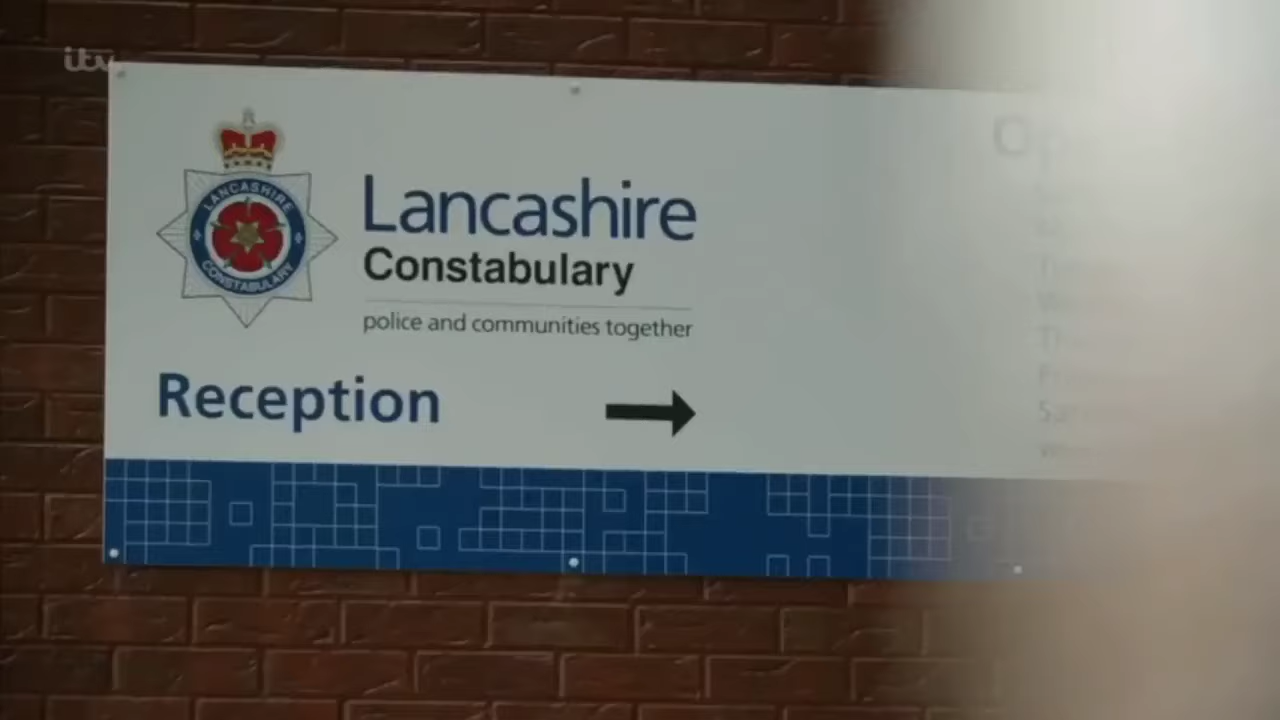 itv
LANCASHIRE
CONSTABULARY
Lancashire
Constabulary
police and communities together
Reception